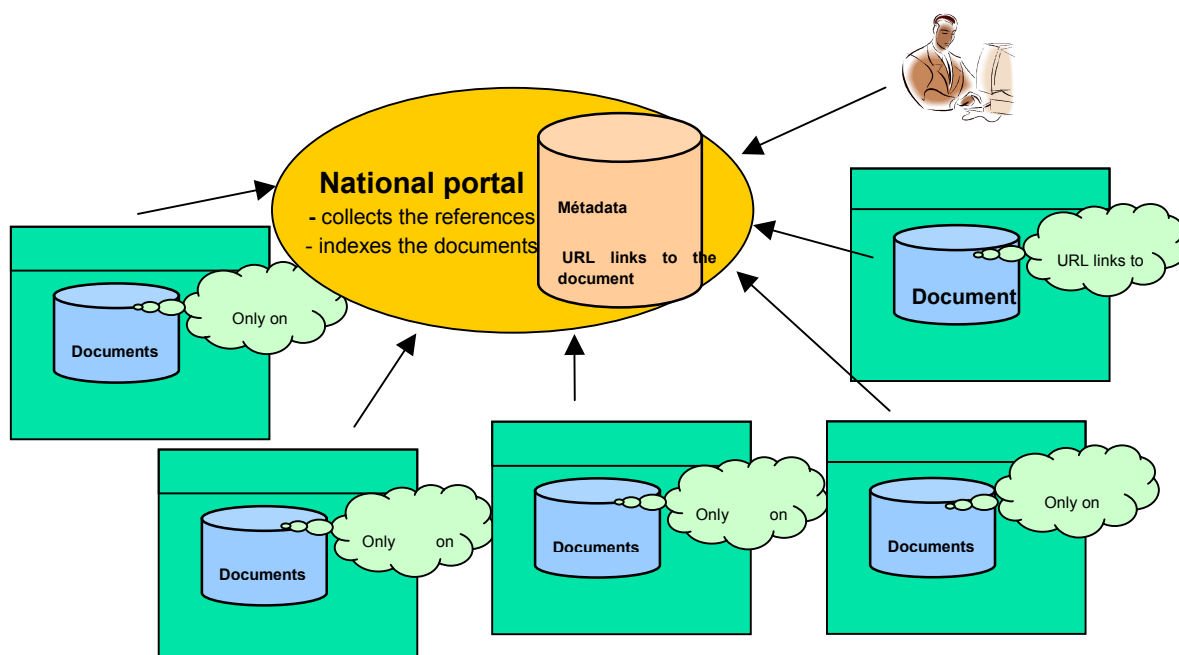 National portal
- collects the references
- indexes the documents
Métadata
URL links to the
document
URL links to
Document
Only on
Documents
Only on
Documents
Only on
Documents
Only on
Documents